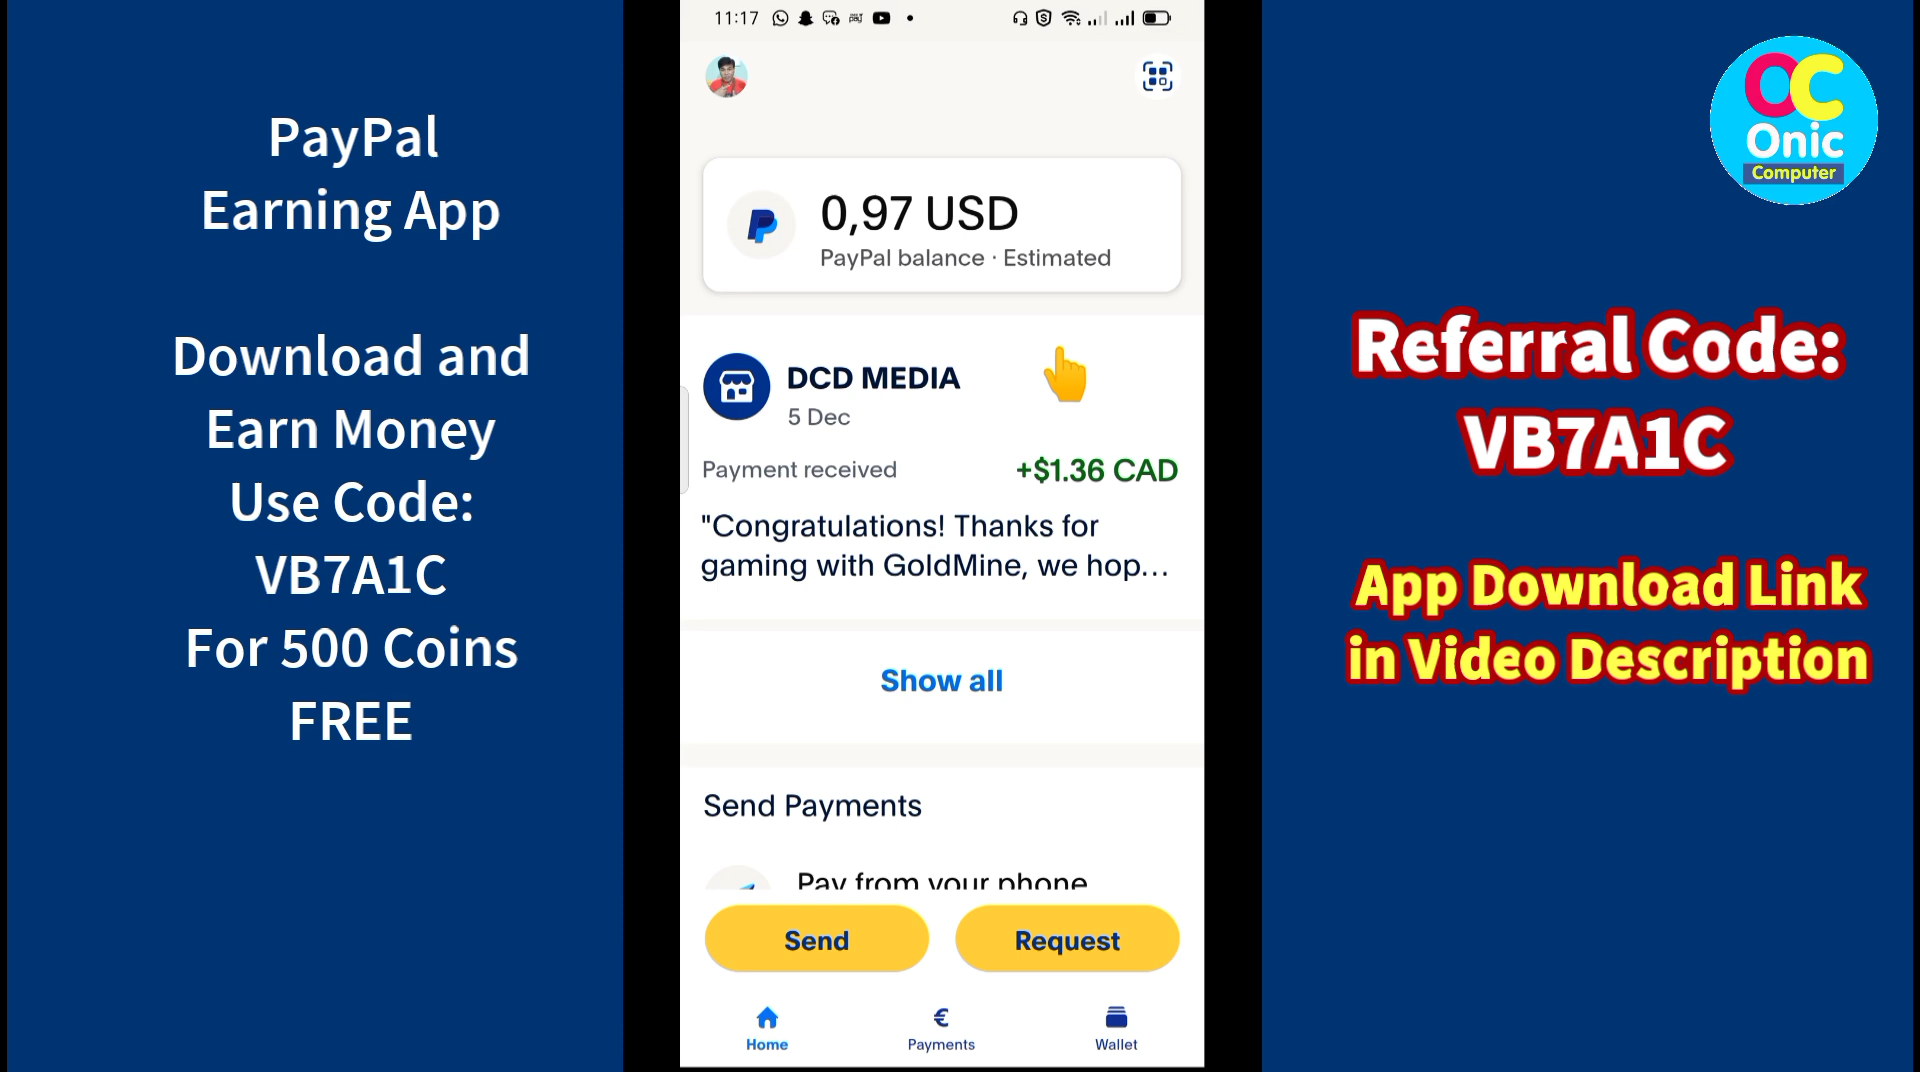 PayPal
Earning App
Download and
Earn Money
Use Code:
VB7A1C
For 500 Coins
FREE
11:17
0,97 USD
PayPal balance · Estimated
DCD MEDIA
5 Dec
Payment received
+$1.36 CAD
"Congratulations! Thanks for
gaming with GoldMine, we hop...
Show all
Send Payments
Pay from your phone
Send
Request
Home
Payments
Wallet
OC
Onic
Computer
Referral Code:
VB7A1C
App Download Link
in Video Description